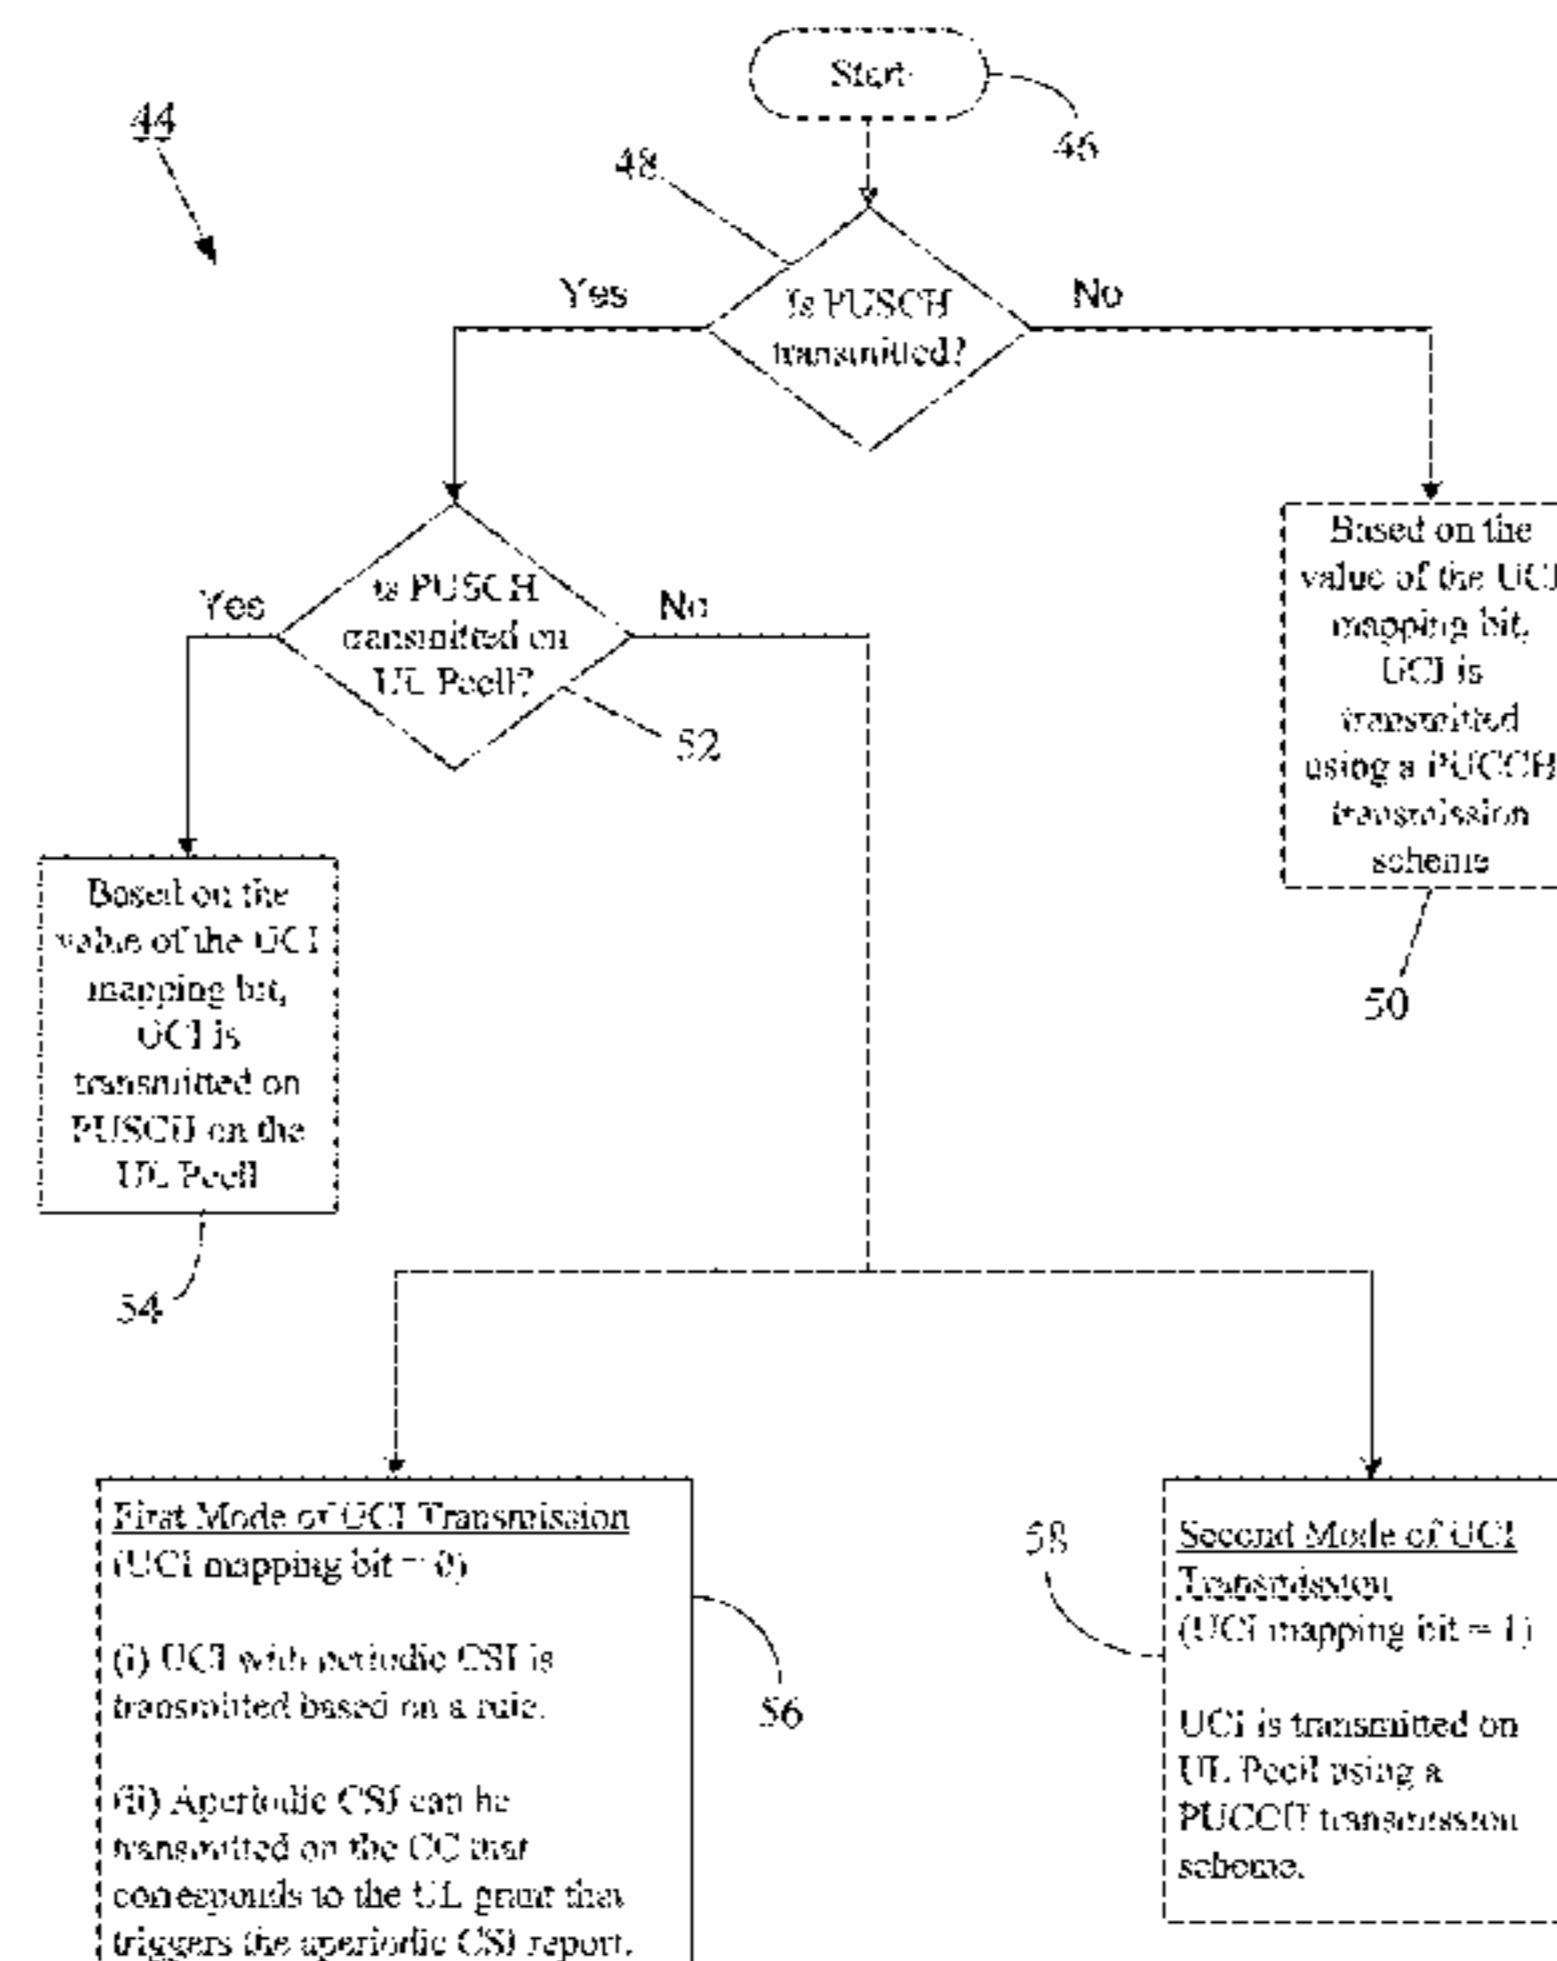 Start
44
46
48
Yes
No
Is PUSCH
transmitted?
Based on the
value of the UCI
mapping bit,
UCI is
transmitted
using a PUCCH
transmission
scheme
50
Yes
No
Is PUSCH
transmitted on
UL Pcell?
52
Based on the
value of the UCI
mapping bit,
UCI is
transmitted on
PUSCH on the
UL Pcell
54
First Mode of UCI Transmission
(UCI mapping bit = 0)
(i) UCI with periodic CSI is
transmitted based on a rule.
(ii) Aperiodic CSI can be
transmitted on the CC that
corresponds to the UL grant that
triggers the aperiodic CSI report.
56
58
Second Mode of UCI
Transmission
(UCI mapping bit = 1)
UCI is transmitted on
UL Pcell using a
PUCCH transmission
scheme.